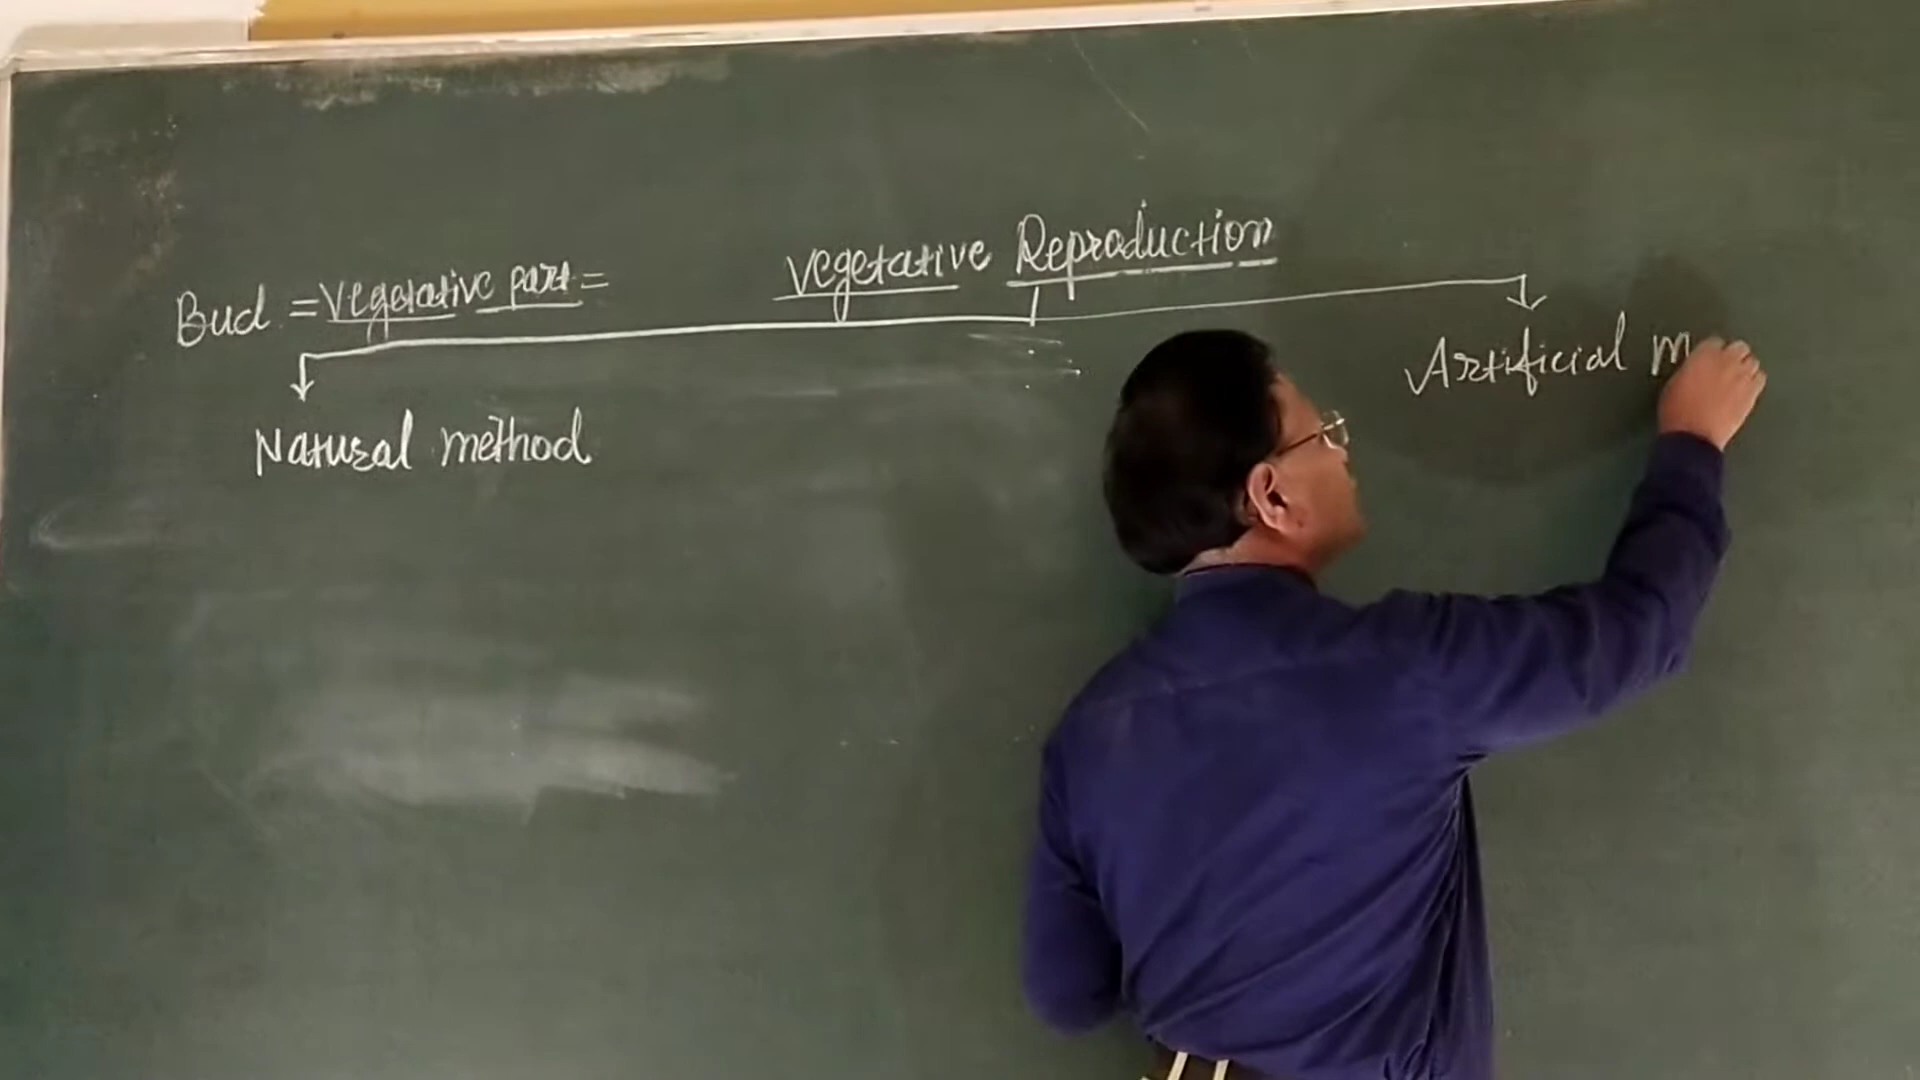 Vegetative Reproduction
Bud = Vegetative part =
Natural method
Artificial m